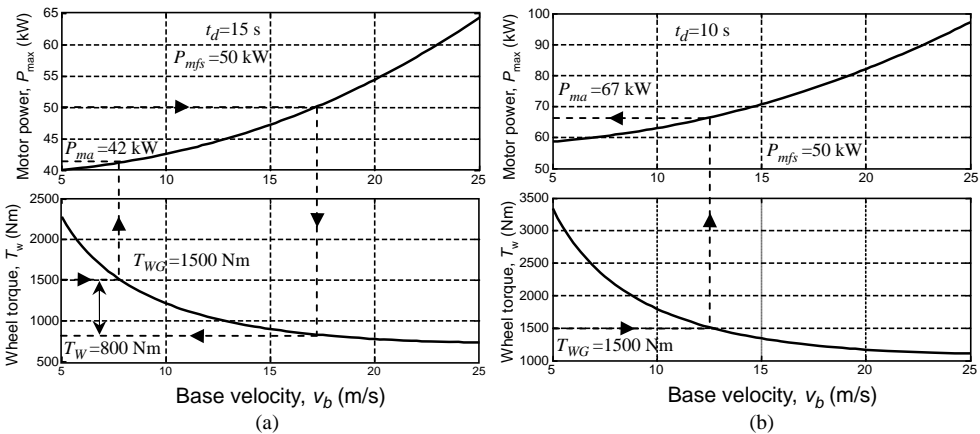 65
60
55
50
45
40
Motor power, P_max (kW)
t_d=15 s
P_mfs=50 kW
P_ma=42 kW
5 10 15 20 25
2500
2000
1500
1000
500
Wheel torque, T_w (Nm)
T_WG=1500 Nm
T_W=800 Nm
5 10 15 20 25
Base velocity, v_b (m/s)
(a)
100
90
80
70
60
50
Motor power, P_max (kW)
t_d=10 s
P_ma=67 kW
P_mfs=50 kW
5 10 15 20 25
3500
3000
2500
2000
1500
1000
Wheel torque, T_w (Nm)
T_WG=1500 Nm
5 10 15 20 25
Base velocity, v_b (m/s)
(b)